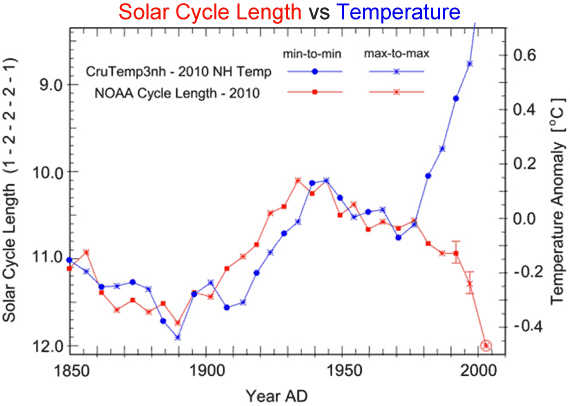 Solar Cycle Length vs Temperature
min-to-min max-to-max
CruTemp3nh - 2010 NH Temp
NOAA Cycle Length - 2010
Solar Cycle Length (1 - 2 - 2 - 2 - 1)
9.0
10.0
11.0
12.0
0.6
0.4
0.2
0.0
-0.2
-0.4
Temperature Anomaly [°C]
1850 1900 1950 2000
Year AD